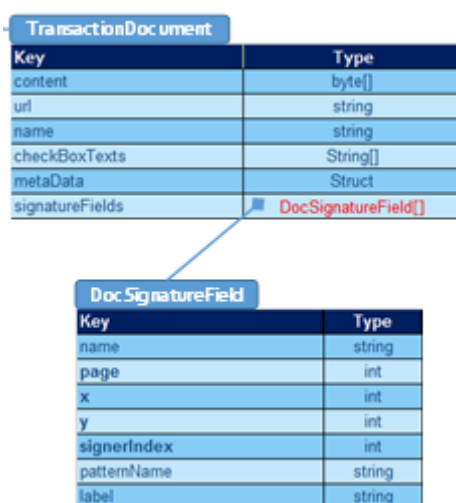 TransactionDocument
Key Type
content byte[]
url string
name string
checkBoxTexts String[]
metaData Struct
signatureFields DocSignatureField[]
DocSignatureField
Key Type
name string
page int
x int
y int
signerIndex int
patternName string
label string